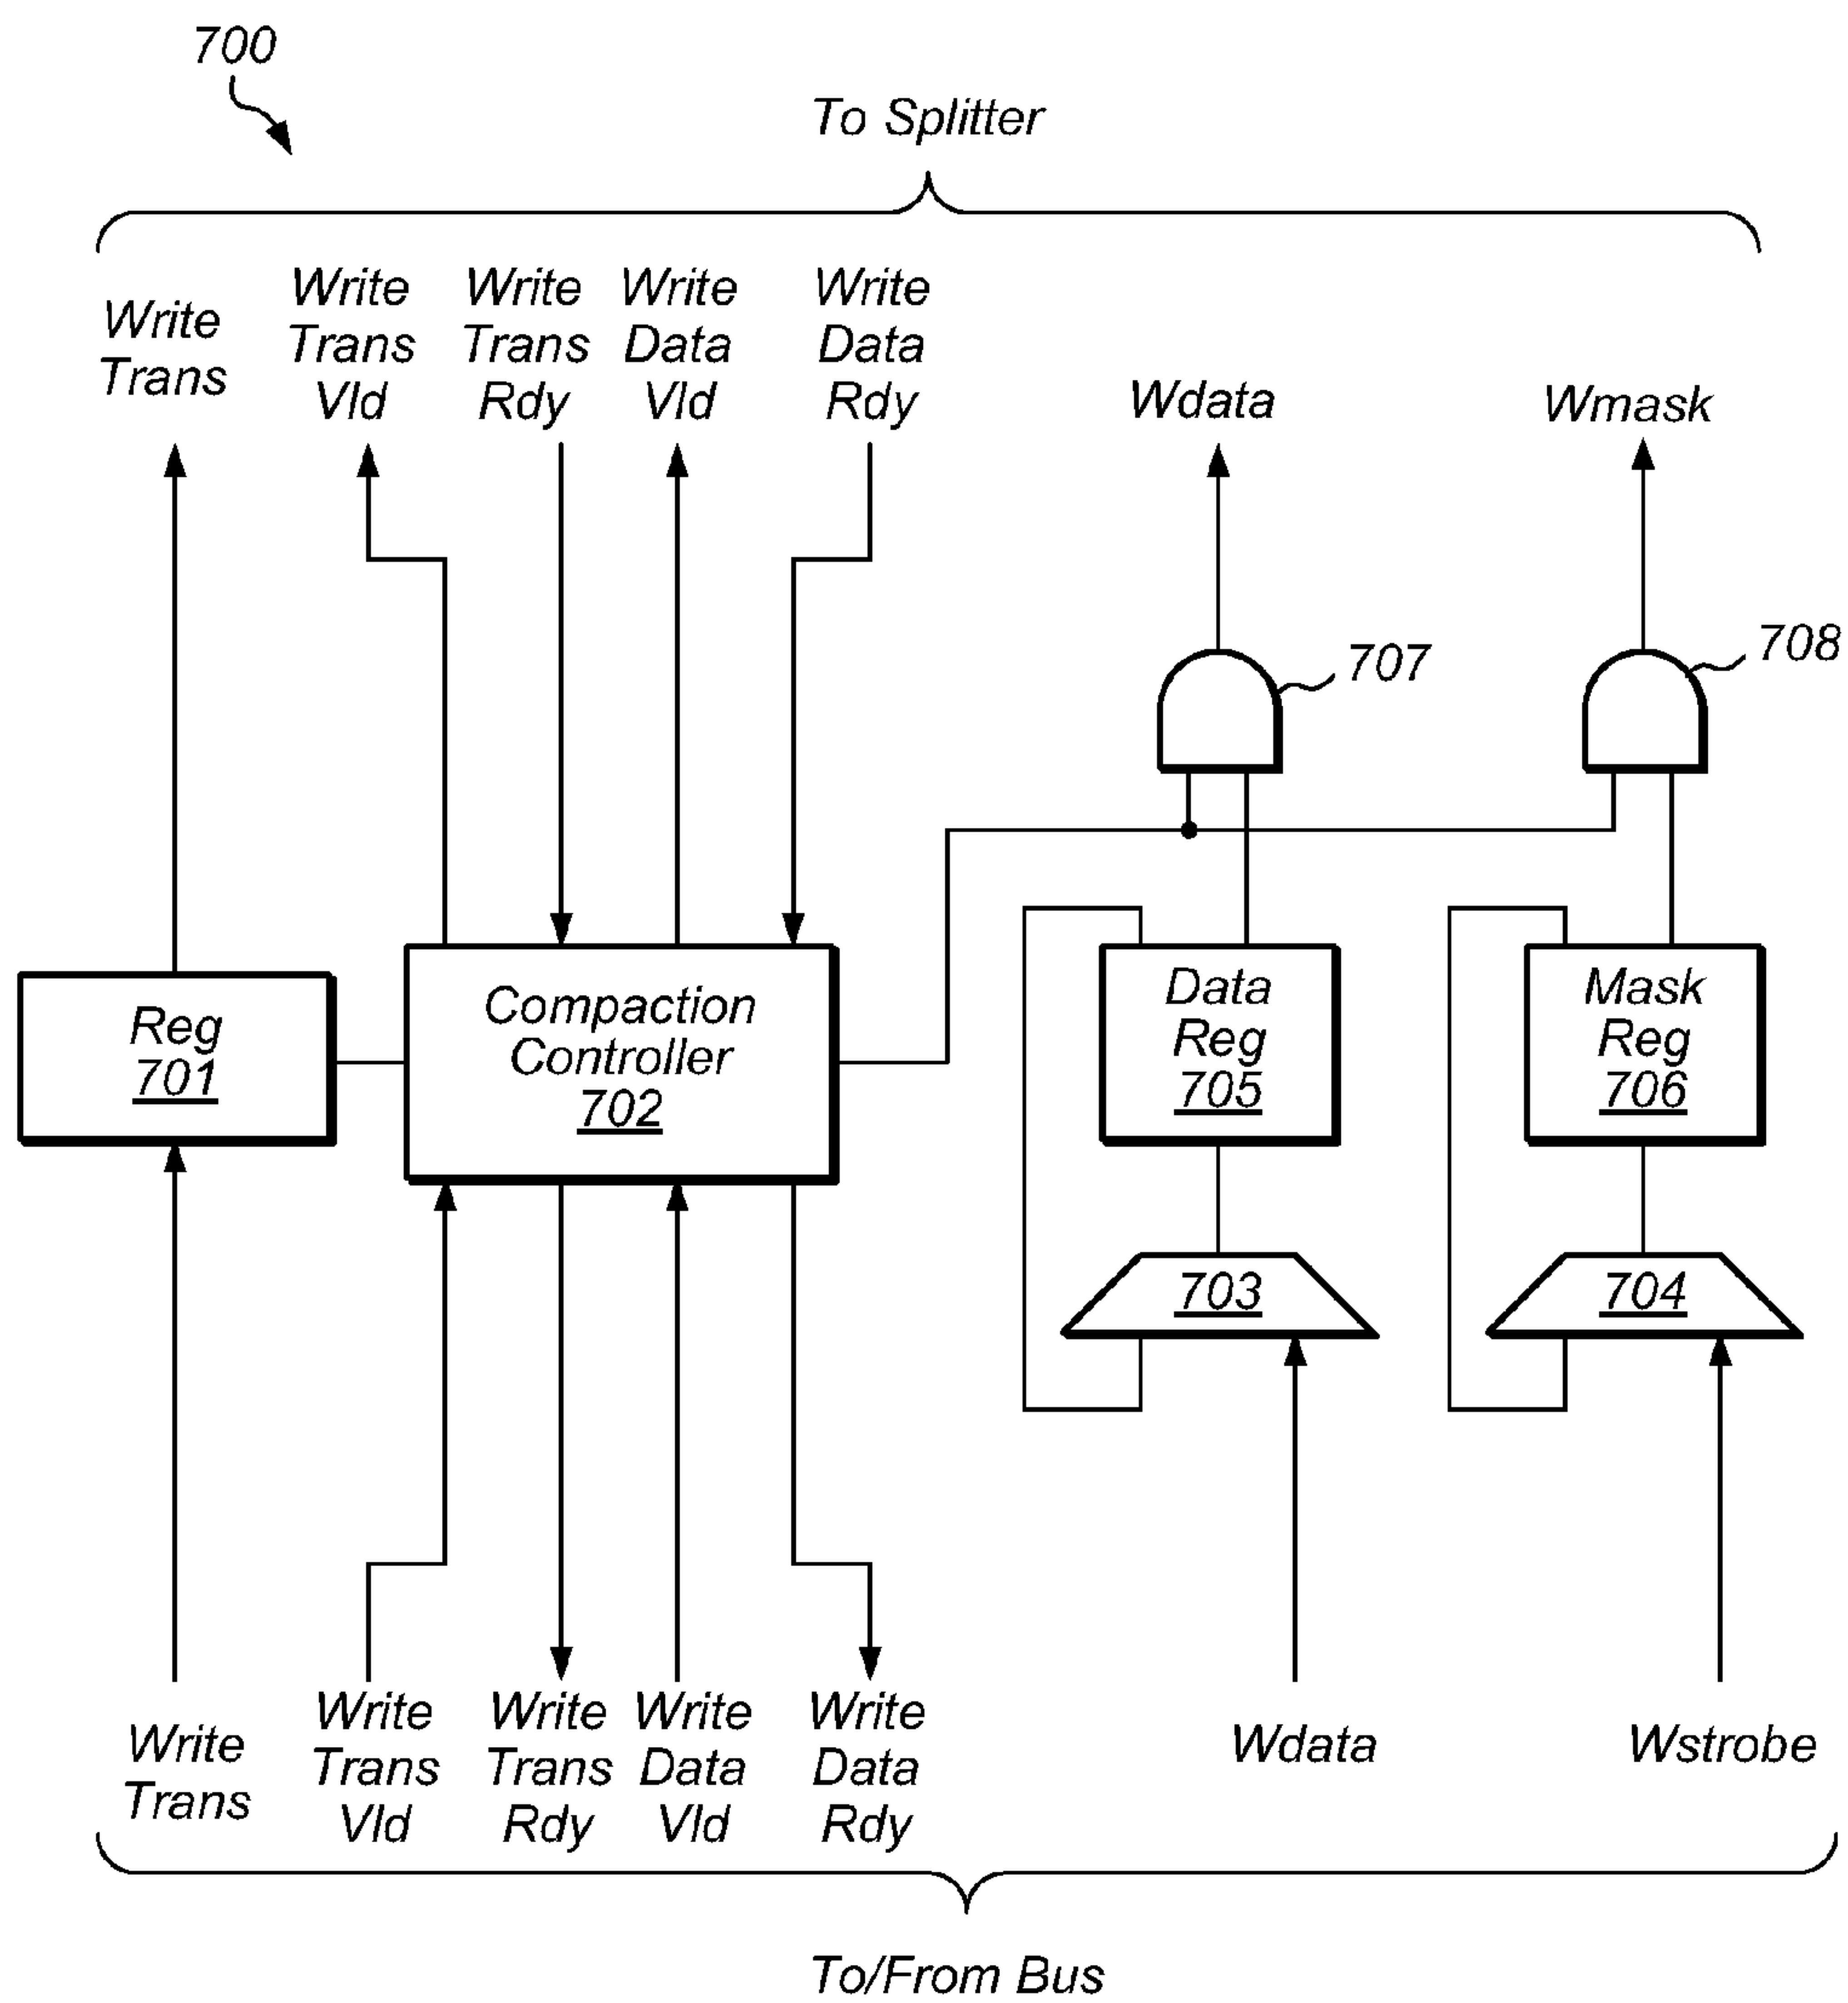 700
To Splitter
Write
Trans
Write
Trans
Vld
Write
Trans
Rdy
Write
Data
Vld
Write
Data
Rdy
Wdata
Wmask
707
708
Reg
701
Compaction
Controller
702
Data
Reg
705
Mask
Reg
706
703
704
Write
Trans
Write
Trans
Vld
Write
Trans
Rdy
Write
Data
Vld
Write
Data
Rdy
Wdata
Wstrobe
To/From Bus